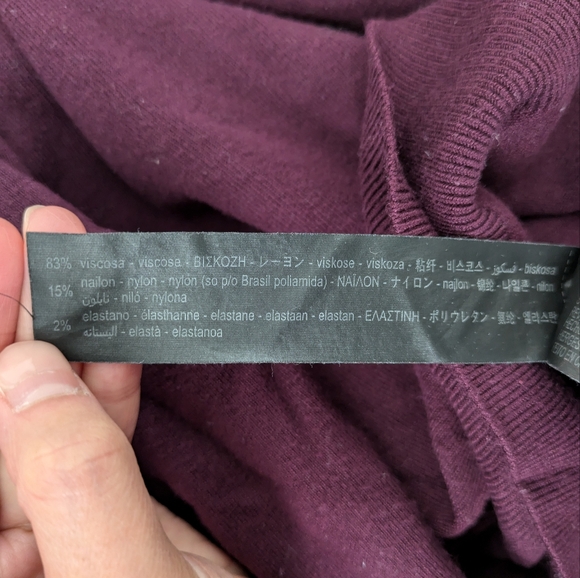 83% viscosa - viscosa - ΒΙΣΚΟΖΗ - レーヨン - viskose - viskoza - 粘纤 - 비스코스 - فسكوز - biskosa
15% nailon - nylon - nylón (so p/o Brasil poliamida) - ΝΑΪΛΟΝ - ナイロン - najlon - 锦纶 - 나일론 - nilon
نايلون - niló - nylona
2% elastano - élasthanne - elastane - elastaan - elastan - ΕΛΑΣΤΙΝΗ - ポリウレタン - 氨纶 - 엘라스탄
اليستانه - elastà - elastanoa